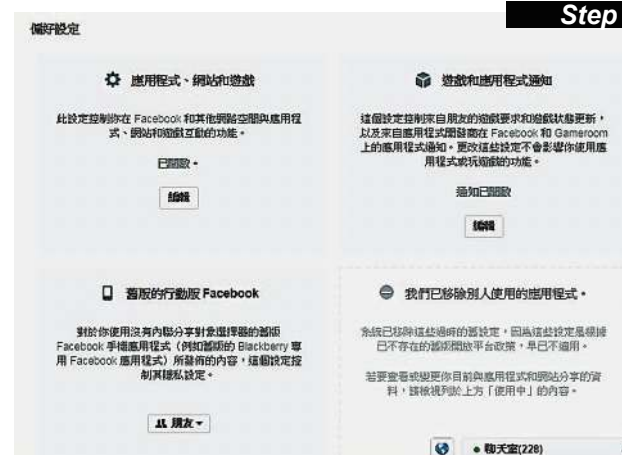 Step
偏好設定
應用程式、網站和遊戲
此設定控制你在 Facebook 和其他網路空間與應用程
式、網站和遊戲互動的功能。
已開啟。
編輯
遊戲和應用程式通知
這個設定控制來自朋友的遊戲要求和遊戲狀態更新，
以及來自應用程式開發商在 Facebook 和 Gameroom
上的應用程式通知。更改這些設定不會影響你使用應
用程式或玩遊戲的功能。
通知已開啟
編輯
舊版的行動版 Facebook
對於你使用沒有內聯分享對象選擇器的舊版
Facebook 手機應用程式（例如舊版的 Blackberry 專
用 Facebook 應用程式）所發佈的內容，這個設定控
制其隱私設定。
朋友
我們已移除別人使用的應用程式。
系統已移除這些過時的舊設定，因為這些設定是根據
已不存在的舊版開放平台政策，早已不適用。
若要查看或變更你目前與應用程式和網站分享的資
料，請檢視列於上方「使用中」的內容。
聊天室(228)